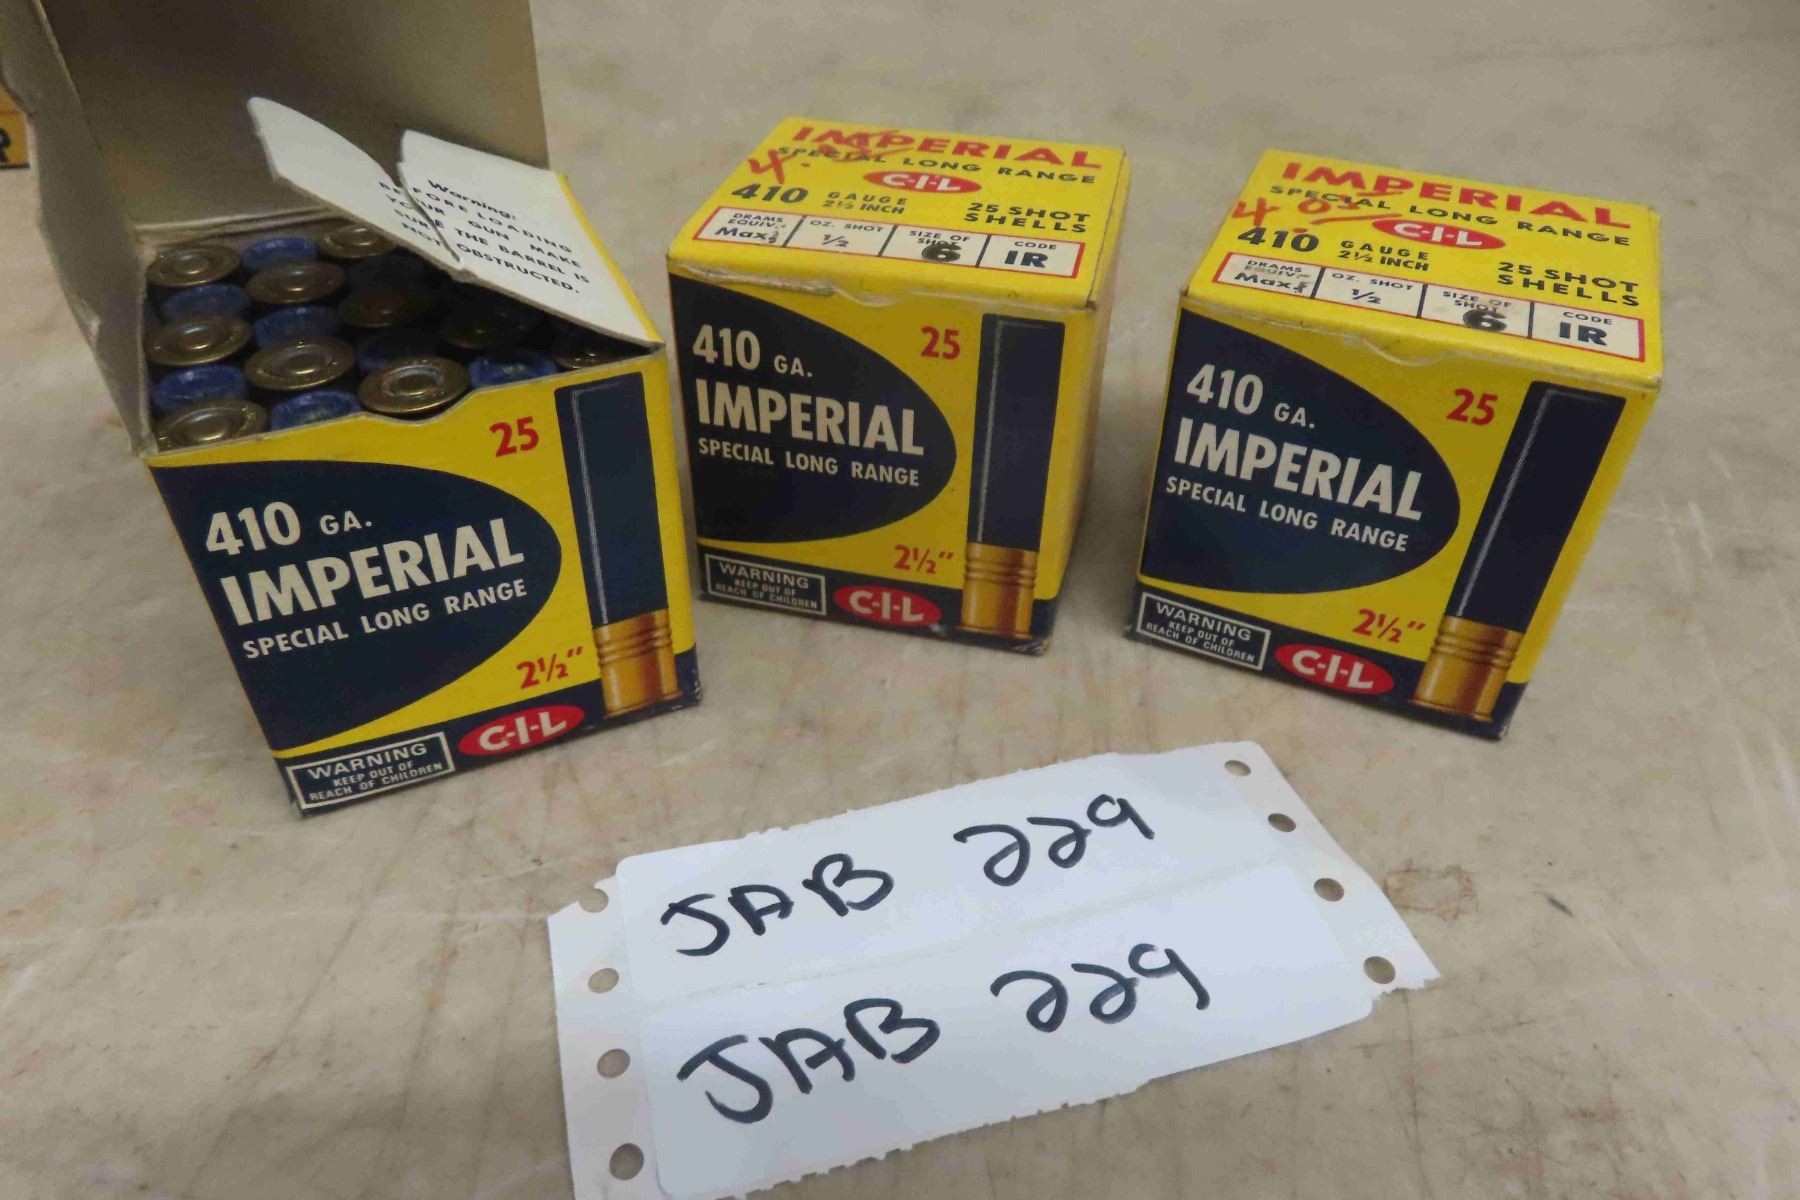 Warning:
BEFORE LOADING
YOUR GUN MAKE
SURE THE BARREL IS
NOT OBSTRUCTED.
25
410 GA.
IMPERIAL
SPECIAL LONG RANGE
2½"
WARNING
KEEP OUT OF
REACH OF CHILDREN
C-I-L
IMPERIAL
SPECIAL LONG RANGE
C-I-L
410 GAUGE
2½ INCH
25 SHOT
SHELLS
DRAMS
EQUIV.
Max.
OZ. SHOT
½
SIZE OF
SHOT
6
CODE
IR
410 GA.
25
IMPERIAL
SPECIAL LONG RANGE
2½"
WARNING
KEEP OUT OF
REACH OF CHILDREN
C-I-L
IMPERIAL
SPECIAL LONG RANGE
C-I-L
410 GAUGE
2½ INCH
25 SHOT
SHELLS
DRAMS
EQUIV.
Max.
OZ. SHOT
½
SIZE OF
SHOT
6
CODE
IR
410 GA.
25
IMPERIAL
SPECIAL LONG RANGE
2½"
WARNING
KEEP OUT OF
REACH OF CHILDREN
C-I-L
JAB 229
JAB 229